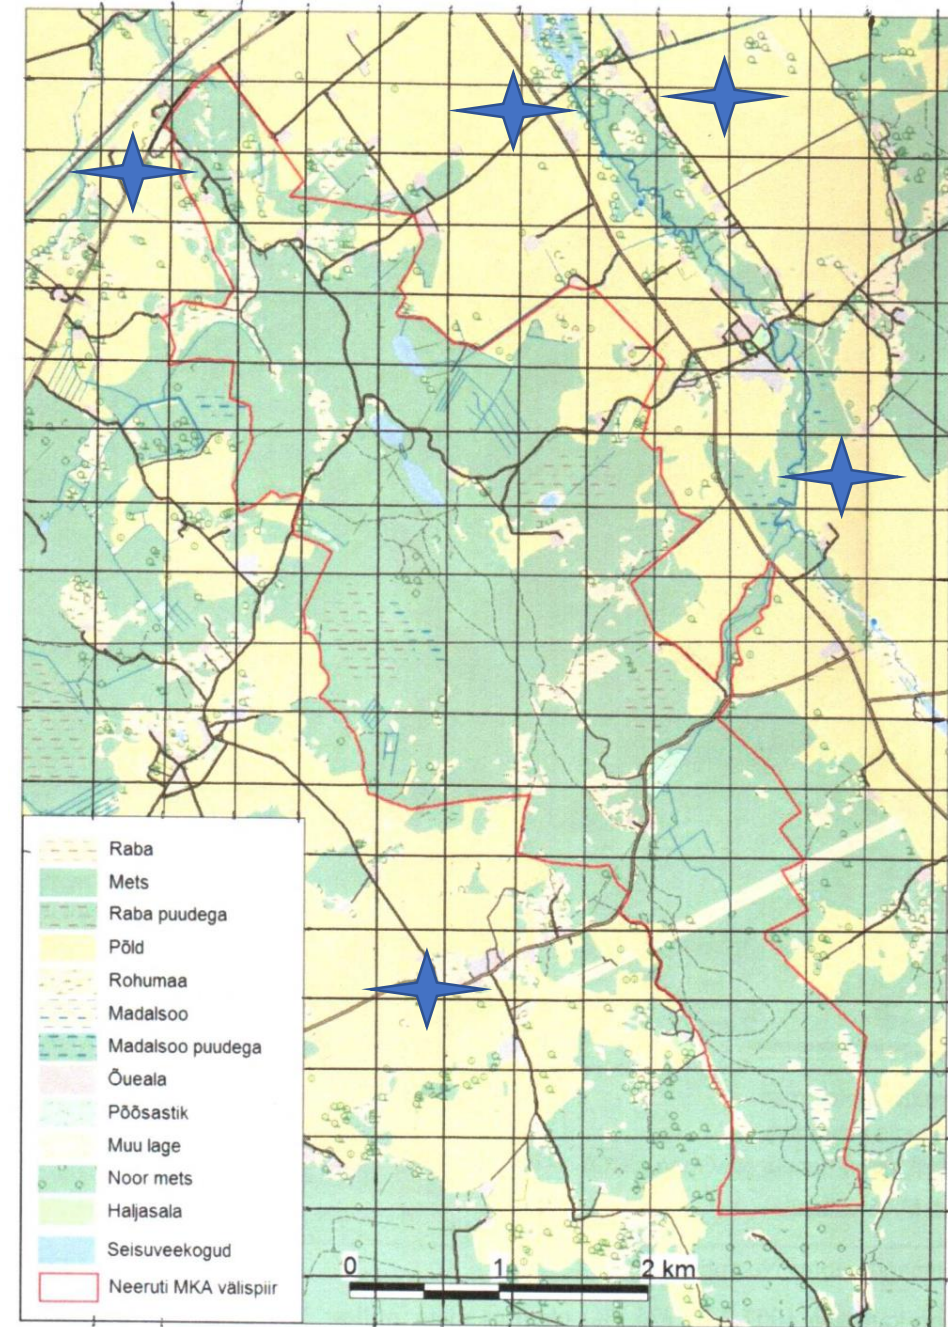 Raba
Mets
Raba puudega
Põld
Rohumaa
Madalsoo
Madalsoo puudega
Õueala
Põõsastik
Muu lage
Noor mets
Haljasala
Seisuveekogud
Neeruti MKA välispiir
0 1 2 km